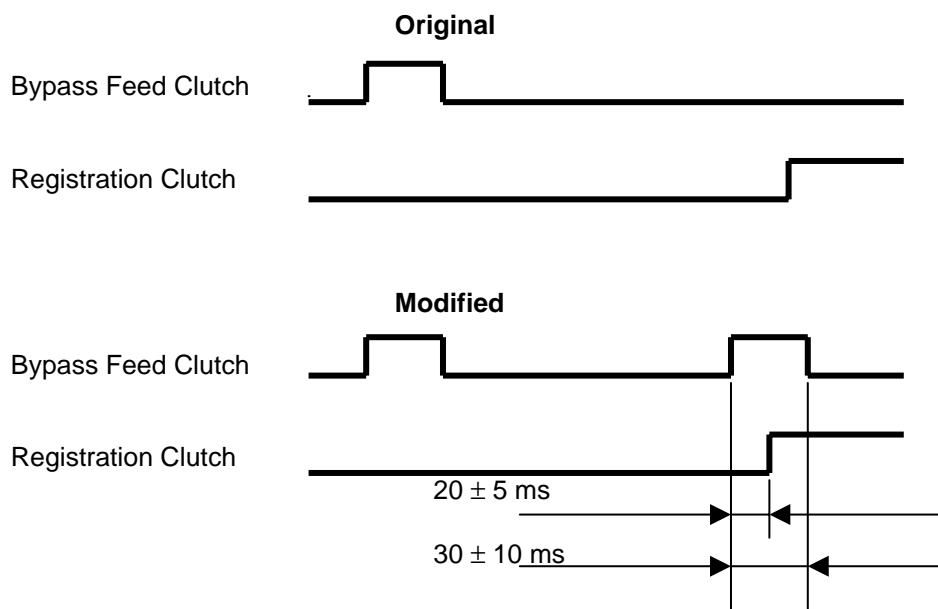 Original
Bypass Feed Clutch
Registration Clutch
Modified
Bypass Feed Clutch
Registration Clutch
20 ± 5 ms
30 ± 10 ms